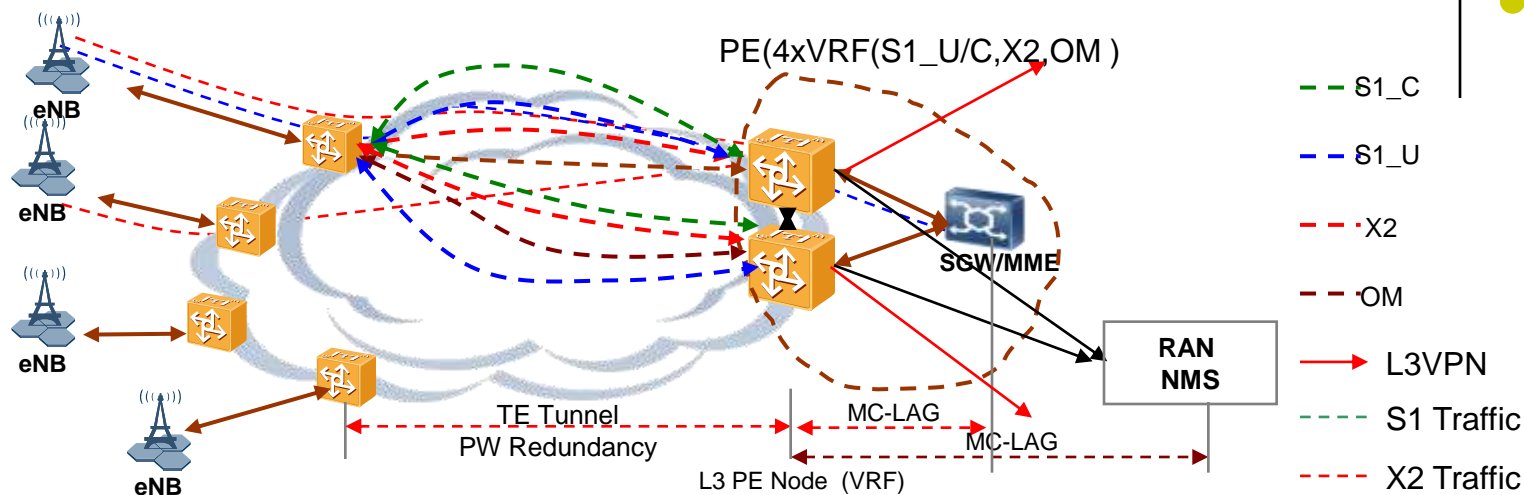 PE(4xVRF(S1_U/C,X2,OM )
eNB
eNB
eNB
eNB
SGW/MME
RAN
NMS
TE Tunnel
PW Redundancy
MC-LAG
MC-LAG
L3 PE Node (VRF)
S1_C
S1_U
X2
OM
L3VPN
S1 Traffic
X2 Traffic